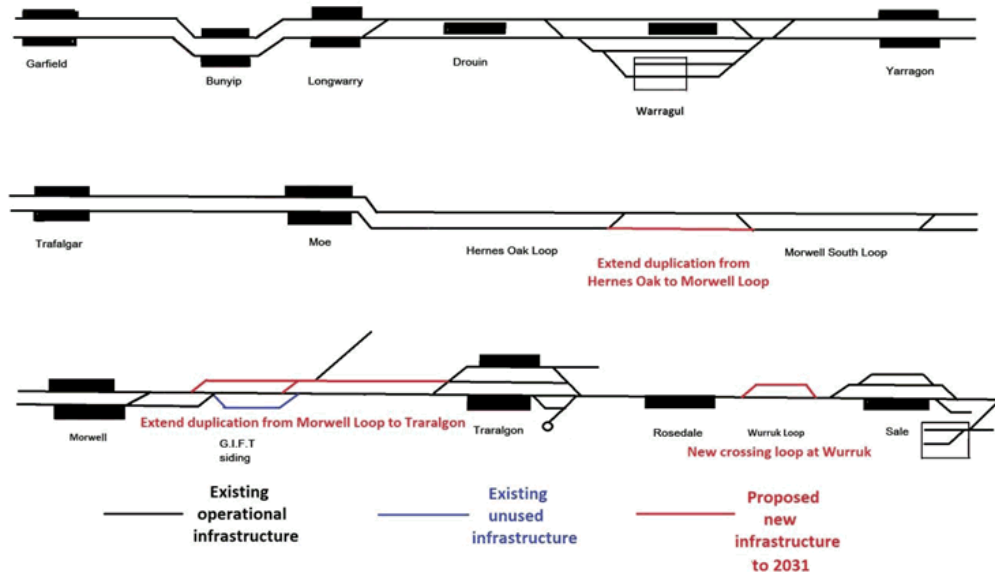 Garfield
Bunyip
Longwarry
Drouin
Warragul
Yarragon
Trafalgar
Moe
Hernes Oak Loop
Extend duplication from
Hernes Oak to Morwell Loop
Morwell South Loop
Morwell
Extend duplication from Morwell Loop to Traralgon
G.I.F.T
siding
Traralgon
Rosedale
Wurruk Loop
Sale
New crossing loop at Wurruk
Existing
operational
infrastructure
Existing
unused
infrastructure
Proposed
new
infrastructure
to 2031